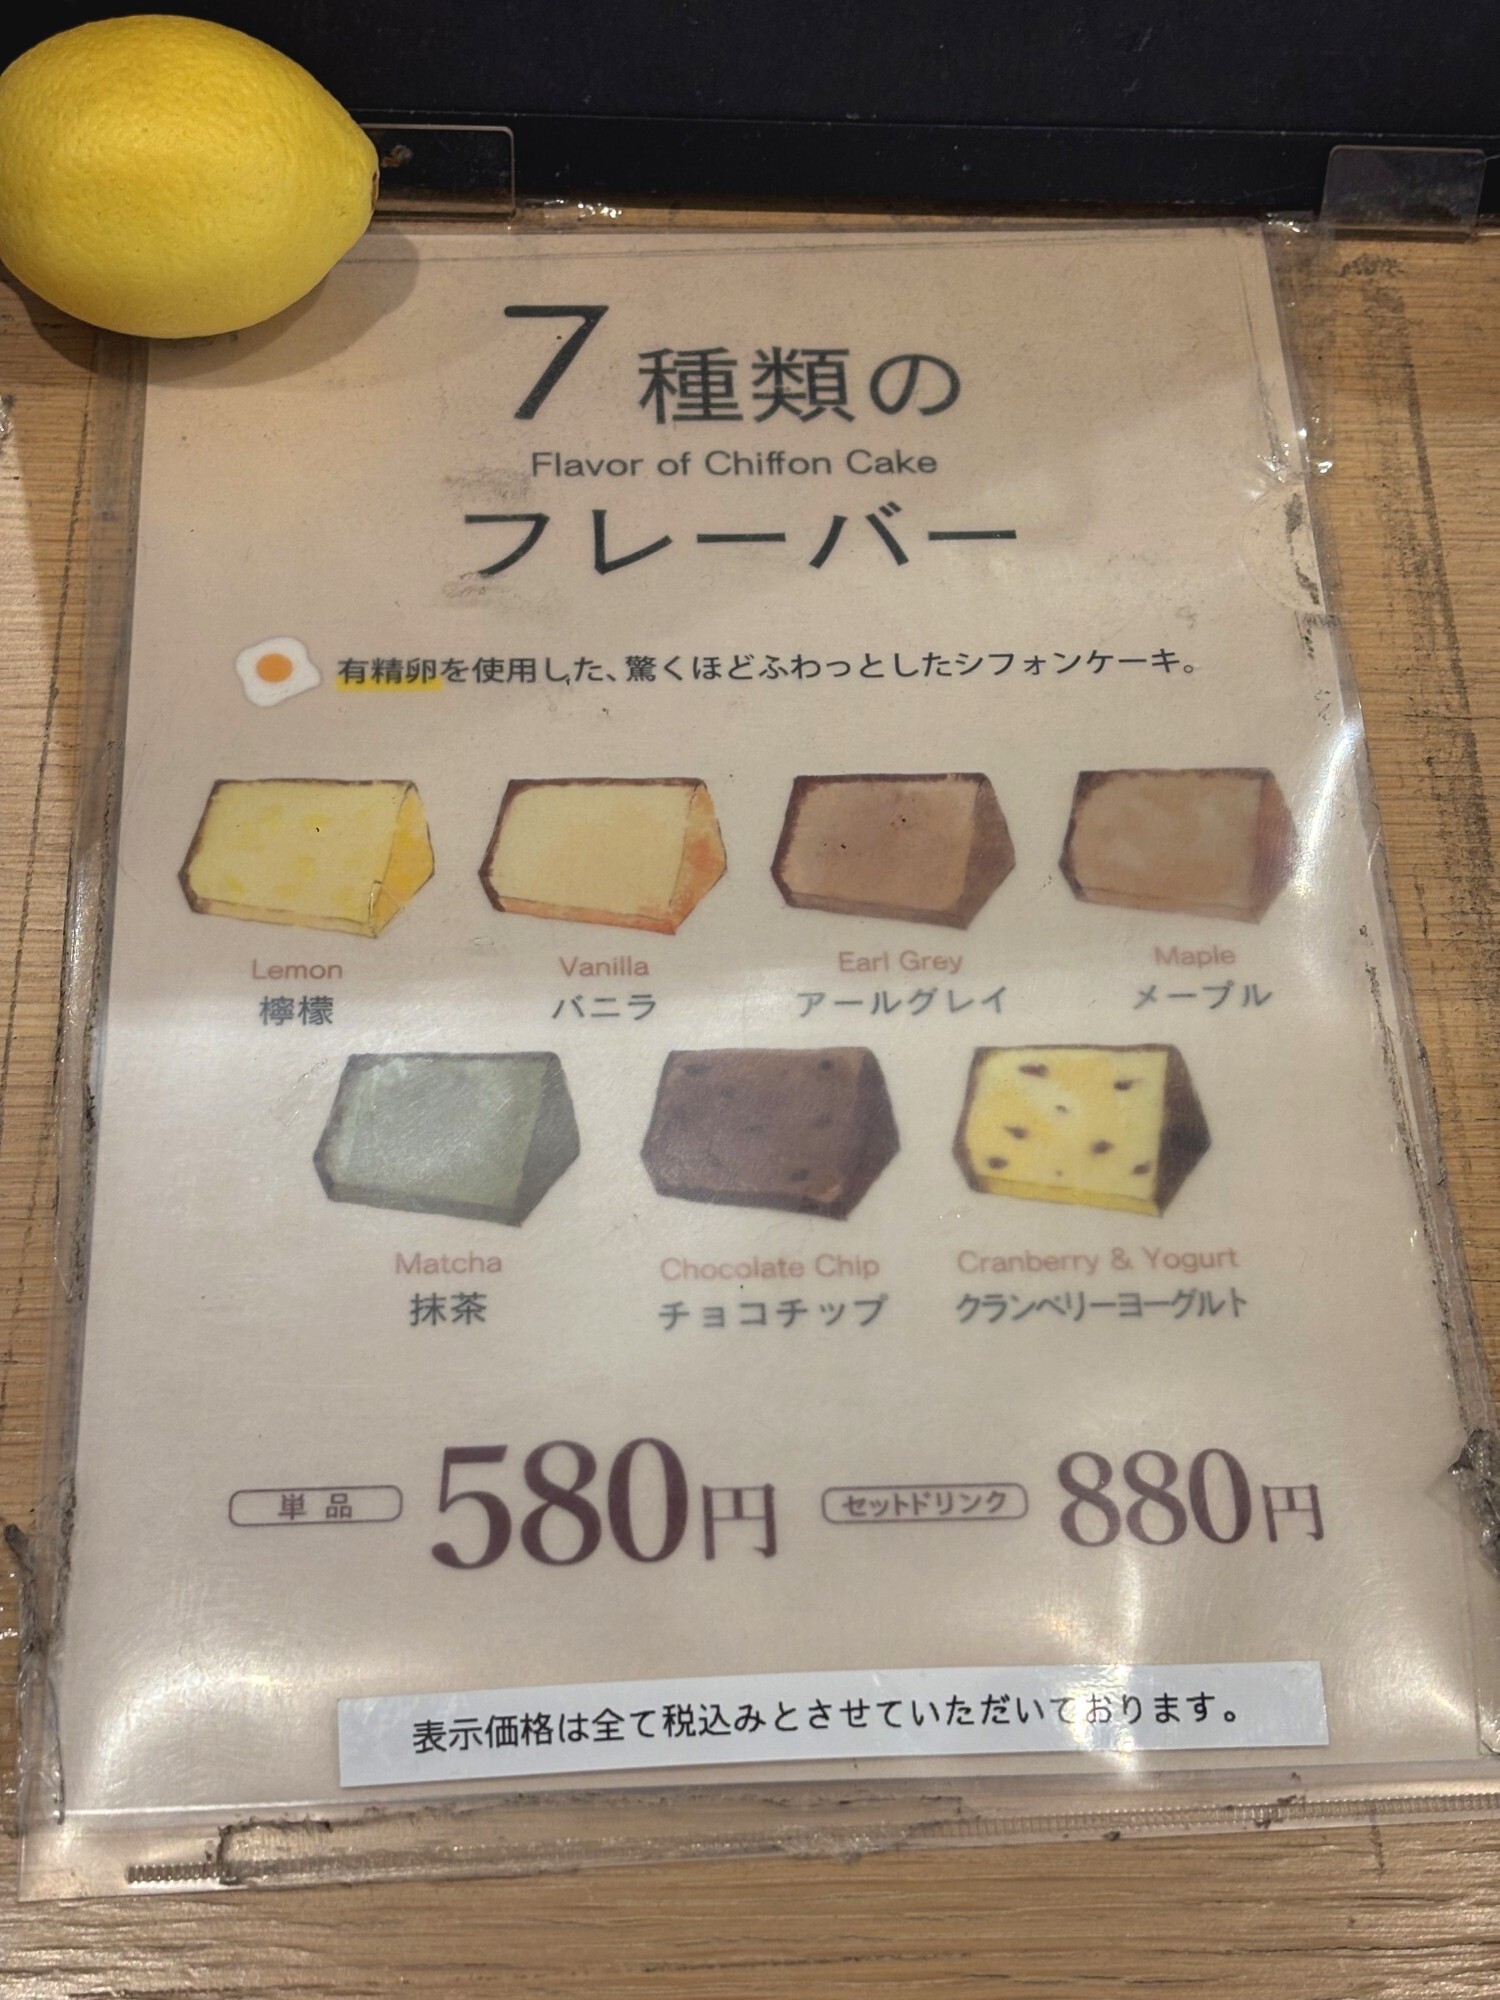 7種類の
Flavor of Chiffon Cake
フレーバー
有精卵を使用した、驚くほどふわっとしたシフォンケーキ。
Lemon Vanilla Earl Grey Maple
檸檬 バニラ アールグレイ メープル
Matcha Chocolate Chip Cranberry & Yogurt
抹茶 チョコチップ クランベリーヨーグルト
単品 580円 セットドリンク 880円
表示価格は全て税込みとさせていただいております。